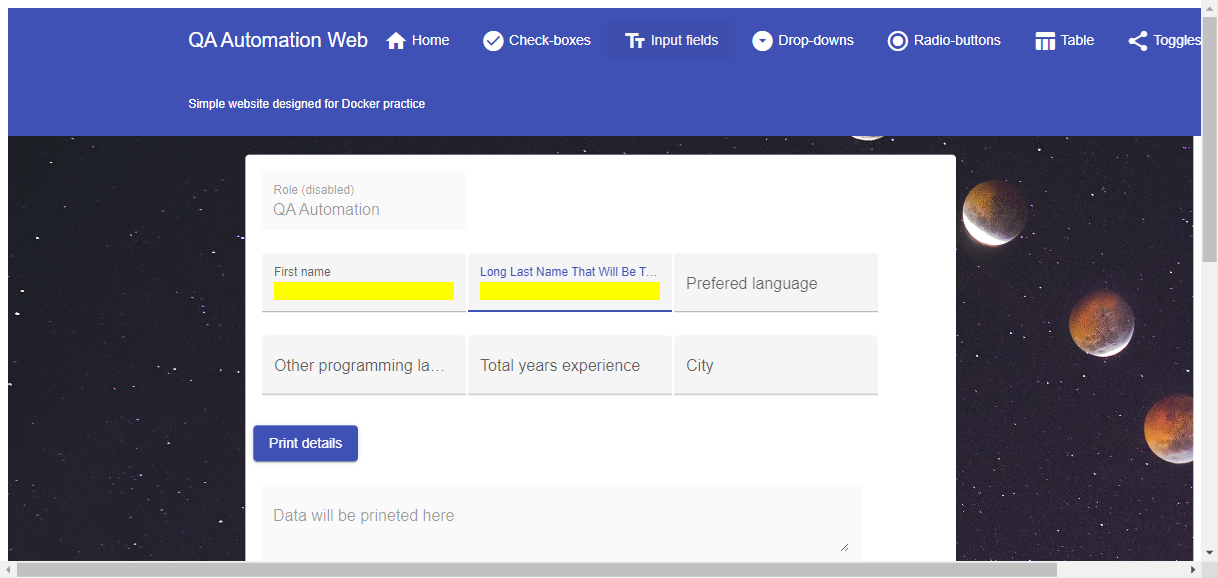 QA Automation Web Home Check-boxes Input fields Drop-downs Radio-buttons Table Toggles
Simple website designed for Docker practice
Role (disabled)
QA Automation
First name Long Last Name That Will Be T... Prefered language
Other programming la... Total years experience City
Print details
Data will be prineted here